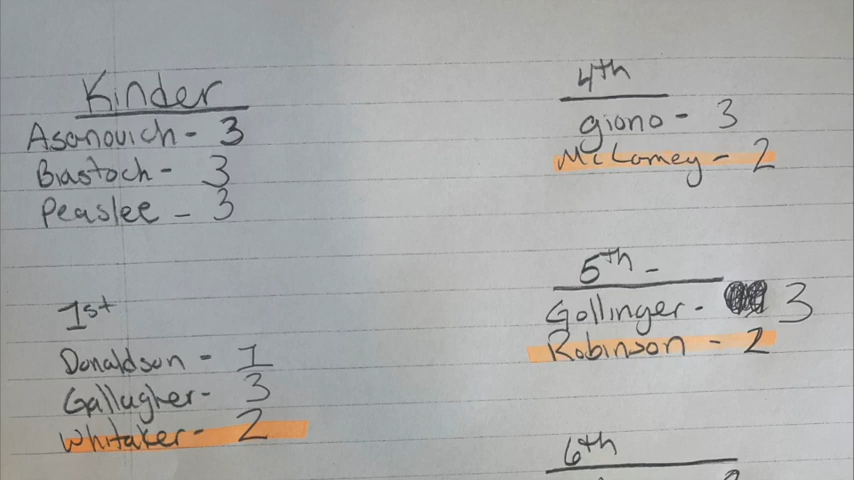 Kinder
Asanovich - 3
Biastoch - 3
Peaslee - 3
1st
Donaldson - 1
Gallagher - 3
Whitaker - 2
4th
giono - 3
McLamey - 2
5th -
Gollinger - 3
Robinson - 2
6th